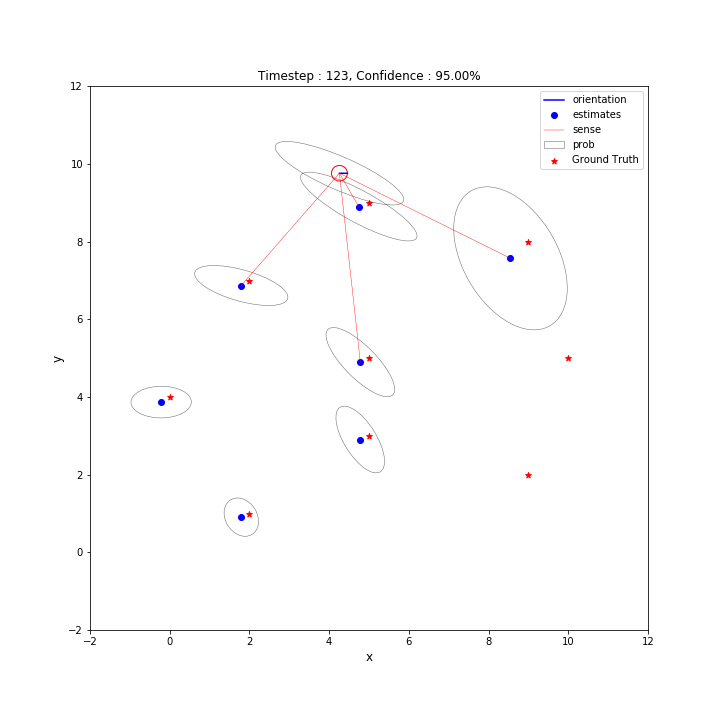 Timestep : 123, Confidence : 95.00%
12
10
8
6
4
2
0
−2
y
−2 0 2 4 6 8 10 12
x
orientation
estimates
sense
prob
Ground Truth